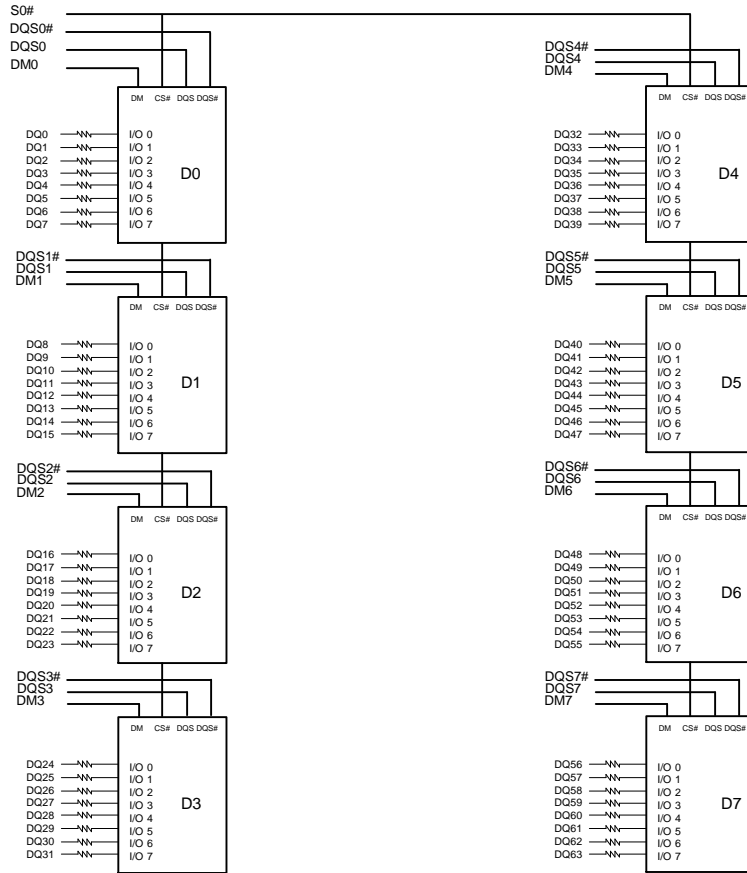 S0#
DQS0#
DQS0
DM0
DM CS# DQS DQS#
DQ0 I/O 0
DQ1 I/O 1
DQ2 I/O 2
DQ3 I/O 3
DQ4 I/O 4
DQ5 I/O 5
DQ6 I/O 6
DQ7 I/O 7
D0
DQS1#
DQS1
DM1
DM CS# DQS DQS#
DQ8 I/O 0
DQ9 I/O 1
DQ10 I/O 2
DQ11 I/O 3
DQ12 I/O 4
DQ13 I/O 5
DQ14 I/O 6
DQ15 I/O 7
D1
DQS2#
DQS2
DM2
DM CS# DQS DQS#
DQ16 I/O 0
DQ17 I/O 1
DQ18 I/O 2
DQ19 I/O 3
DQ20 I/O 4
DQ21 I/O 5
DQ22 I/O 6
DQ23 I/O 7
D2
DQS3#
DQS3
DM3
DM CS# DQS DQS#
DQ24 I/O 0
DQ25 I/O 1
DQ26 I/O 2
DQ27 I/O 3
DQ28 I/O 4
DQ29 I/O 5
DQ30 I/O 6
DQ31 I/O 7
D3
DQS4#
DQS4
DM4
DM CS# DQS DQS#
DQ32 I/O 0
DQ33 I/O 1
DQ34 I/O 2
DQ35 I/O 3
DQ36 I/O 4
DQ37 I/O 5
DQ38 I/O 6
DQ39 I/O 7
D4
DQS5#
DQS5
DM5
DM CS# DQS DQS#
DQ40 I/O 0
DQ41 I/O 1
DQ42 I/O 2
DQ43 I/O 3
DQ44 I/O 4
DQ45 I/O 5
DQ46 I/O 6
DQ47 I/O 7
D5
DQS6#
DQS6
DM6
DM CS# DQS DQS#
DQ48 I/O 0
DQ49 I/O 1
DQ50 I/O 2
DQ51 I/O 3
DQ52 I/O 4
DQ53 I/O 5
DQ54 I/O 6
DQ55 I/O 7
D6
DQS7#
DQS7
DM7
DM CS# DQS DQS#
DQ56 I/O 0
DQ57 I/O 1
DQ58 I/O 2
DQ59 I/O 3
DQ60 I/O 4
DQ61 I/O 5
DQ62 I/O 6
DQ63 I/O 7
D7